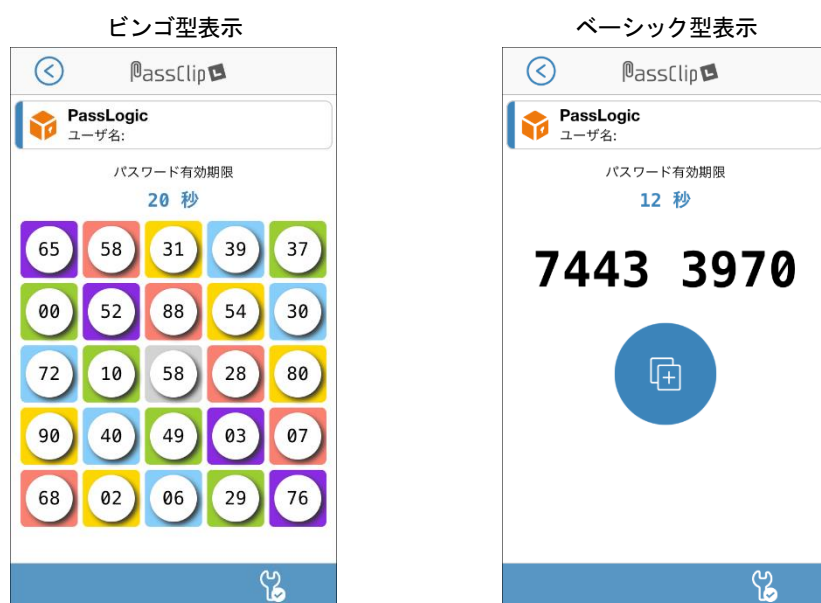 ビンゴ型表示
PassClip L
PassLogic
ユーザ名:
パスワード有効期限
20 秒
65 58 31 39 37
00 52 88 54 30
72 10 58 28 80
90 40 49 03 07
68 02 06 29 76
ベーシック型表示
PassClip L
PassLogic
ユーザ名:
パスワード有効期限
12 秒
7443 3970